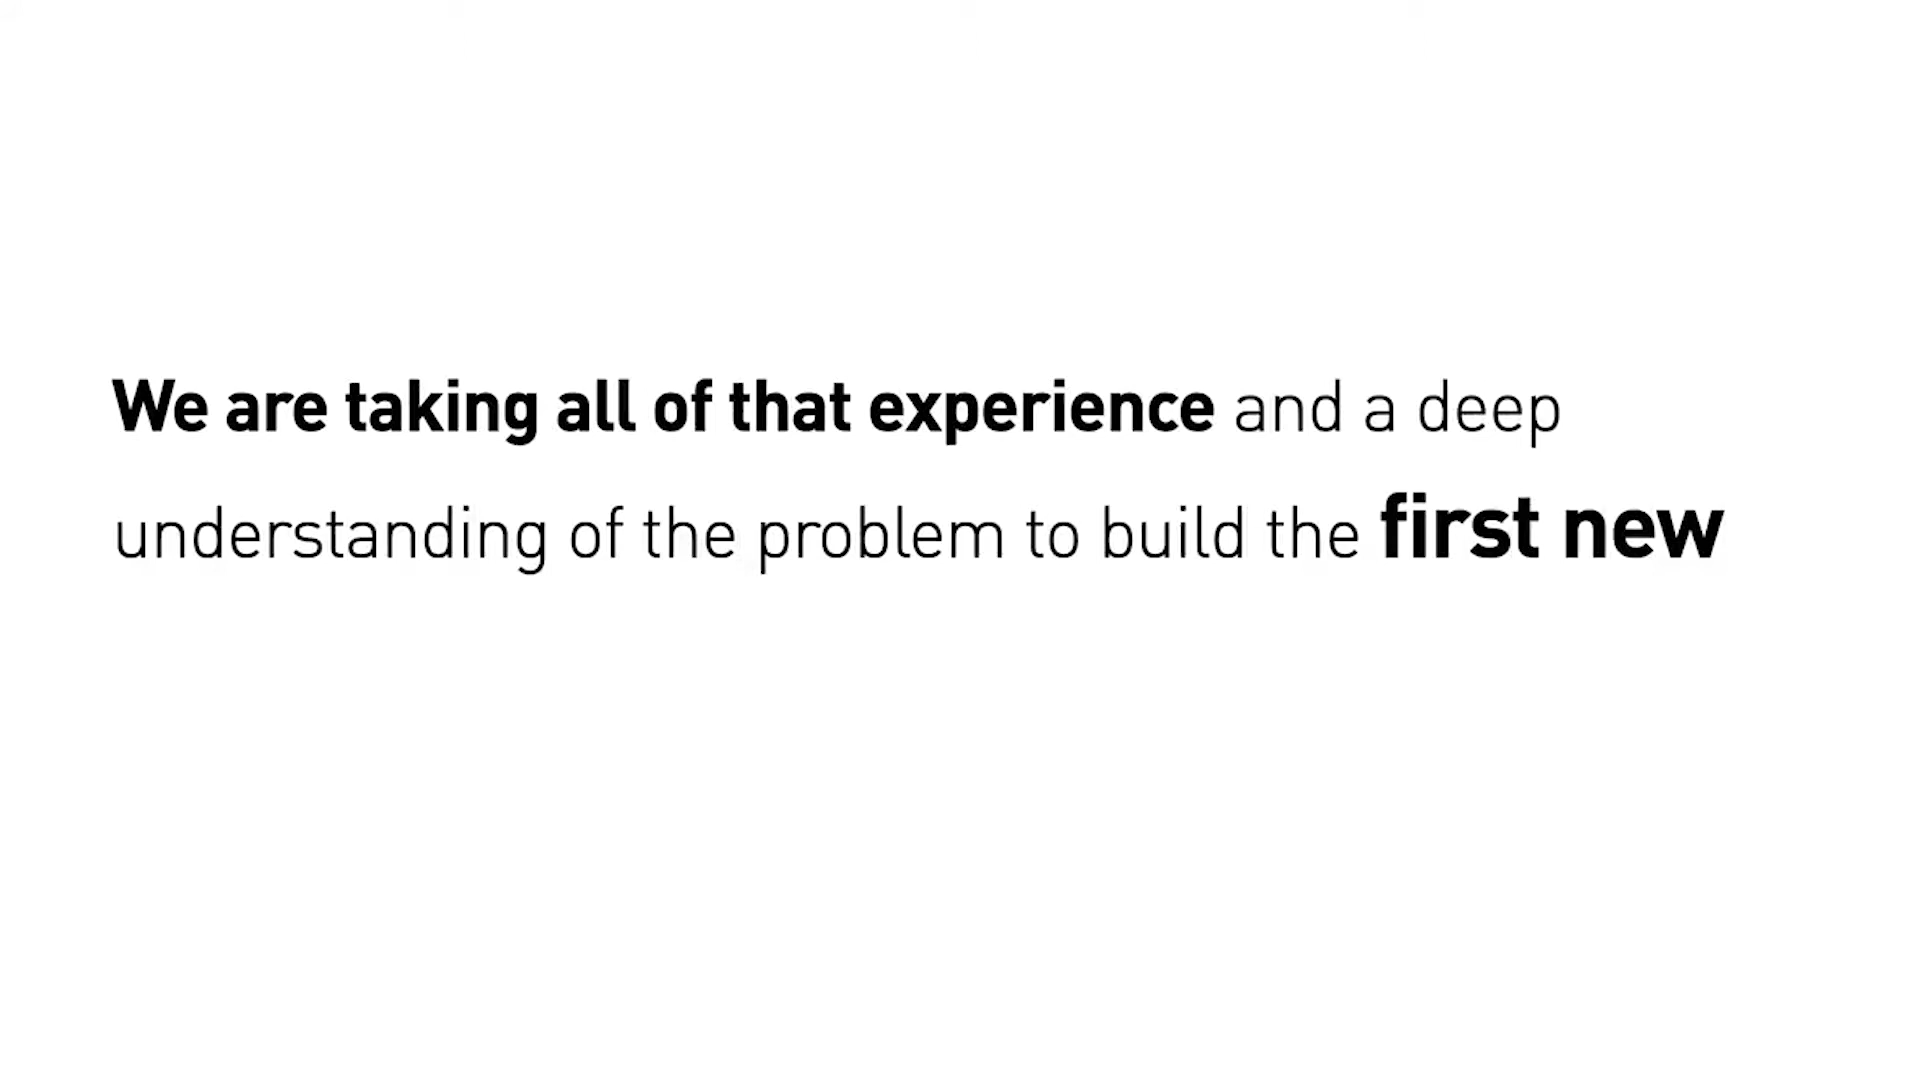 We are taking all of that experience and a deep
understanding of the problem to build the first new